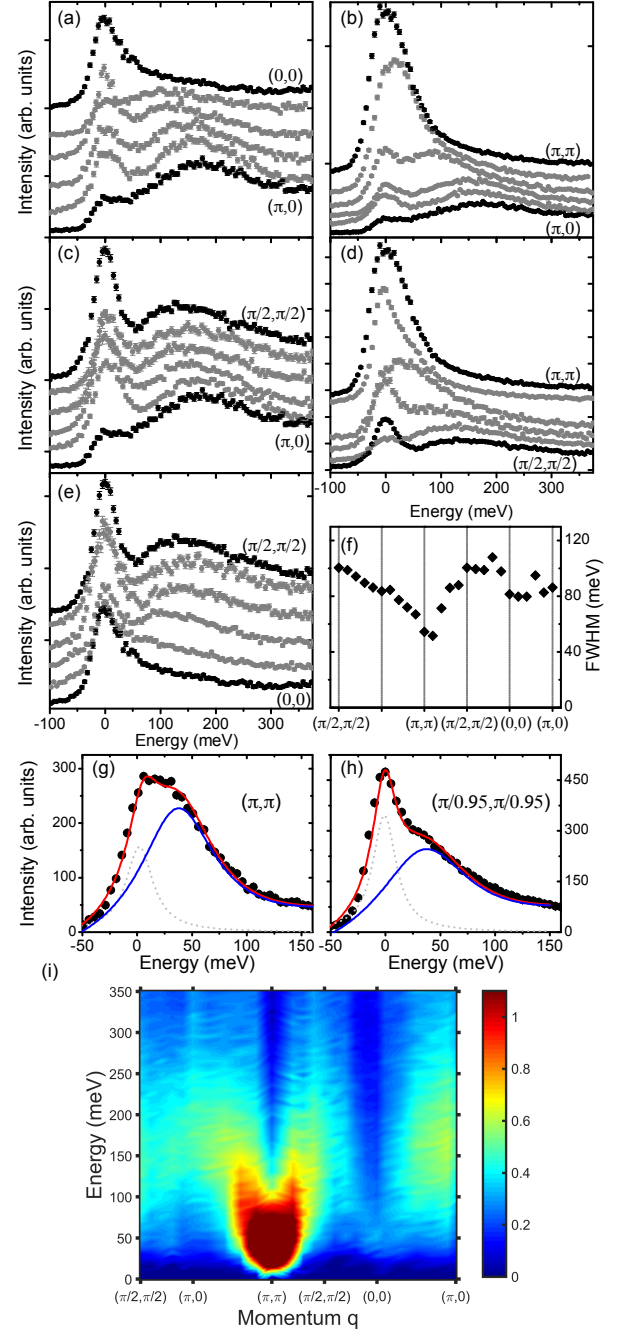 (a)
(0,0)
(π,0)
Intensity (arb. units)
(b)
(π,π)
(π,0)
Intensity (arb. units)
(c)
(π/2,π/2)
(π,0)
Intensity (arb. units)
(d)
(π,π)
(π/2,π/2)
-100 0 100 200 300
Energy (meV)
(e)
(π/2,π/2)
(0,0)
Intensity (arb. units)
-100 0 100 200 300
Energy (meV)
(f)
120
80
40
0
FWHM (meV)
(π/2,π/2) (π,π) (π/2,π/2) (0,0) (π,0)
(g)
(π,π)
300
200
100
50
0
Intensity (arb. units)
-50 0 50 100 150
Energy (meV)
(h)
(π/0.95,π/0.95)
450
300
150
0
-50 0 50 100 150
Energy (meV)
(i)
350
300
250
200
150
100
50
0
Energy (meV)
(π/2,π/2) (π,0) (π,π) (π/2,π/2) (0,0) (π,0)
Momentum q
1
0.8
0.6
0.4
0.2
0